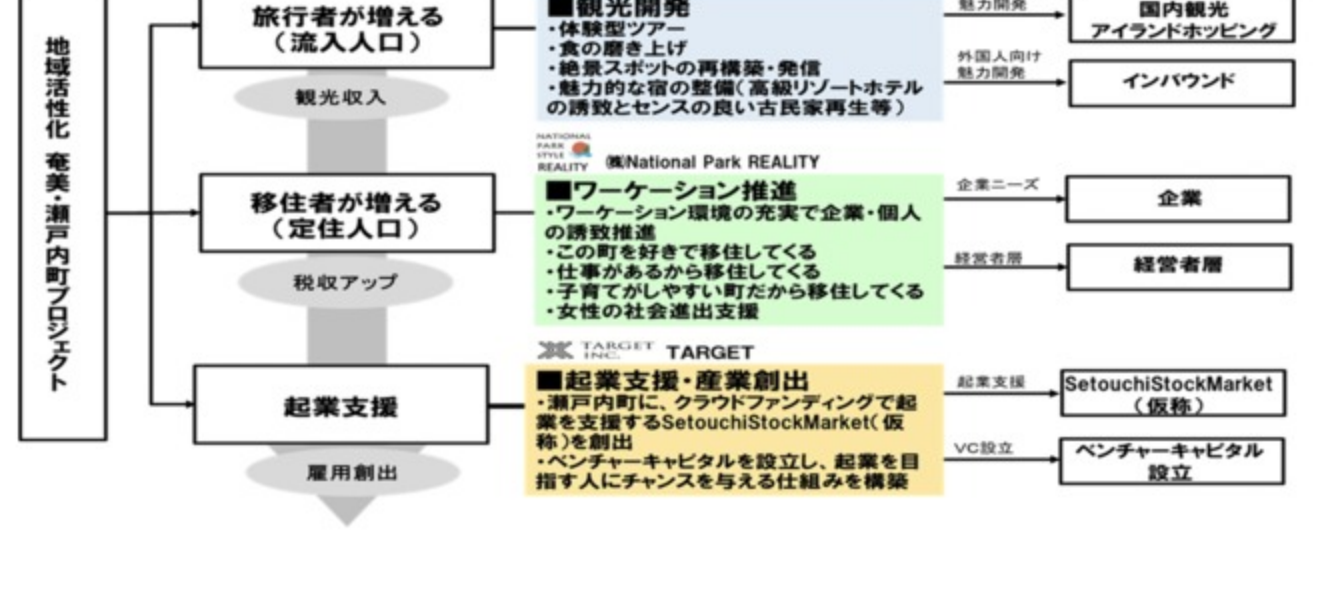 地域活性化 奄美・瀬戸内町プロジェクト
旅行者が増える
（流入人口）
観光収入
■観光開発
・体験型ツアー
・食の磨き上げ
・絶景スポットの再構築・発信
・魅力的な宿の整備（高級リゾートホテル
の誘致とセンスの良い古民家再生等）
魅力開発
国内観光
アイランドホッピング
外国人向け
魅力開発
インバウンド
移住者が増える
（定住人口）
税収アップ
NATIONAL
PARK
STYLE
REALITY
㈱National Park REALITY
■ワーケーション推進
・ワーケーション環境の充実で企業・個人
の誘致推進
・この町を好きで移住してくる
・仕事があるから移住してくる
・子育てがしやすい町だから移住してくる
・女性の社会進出支援
企業ニーズ
企業
経営者層
経営者層
起業支援
雇用創出
TARGET
INC.
TARGET
■起業支援・産業創出
・瀬戸内町に、クラウドファンディングで起
業を支援するSetouchiStockMarket（仮
称）を創出
・ベンチャーキャピタルを設立し、起業を目
指す人にチャンスを与える仕組みを構築
起業支援
SetouchiStockMarket
（仮称）
VC設立
ベンチャーキャピタル
設立